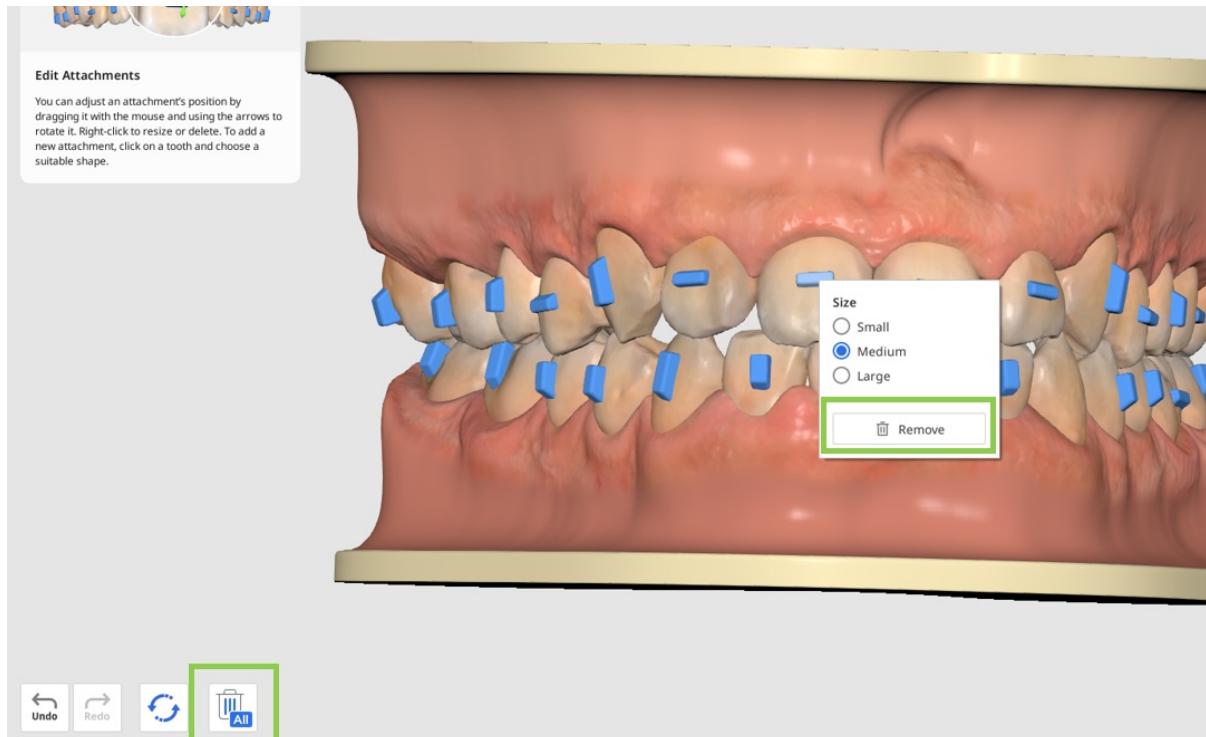 Edit Attachments
You can adjust an attachment's position by
dragging it with the mouse and using the arrows to
rotate it. Right-click to resize or delete. To add a
new attachment, click on a tooth and choose a
suitable shape.
Size
Small
Medium
Large
Remove
Undo
Redo
All